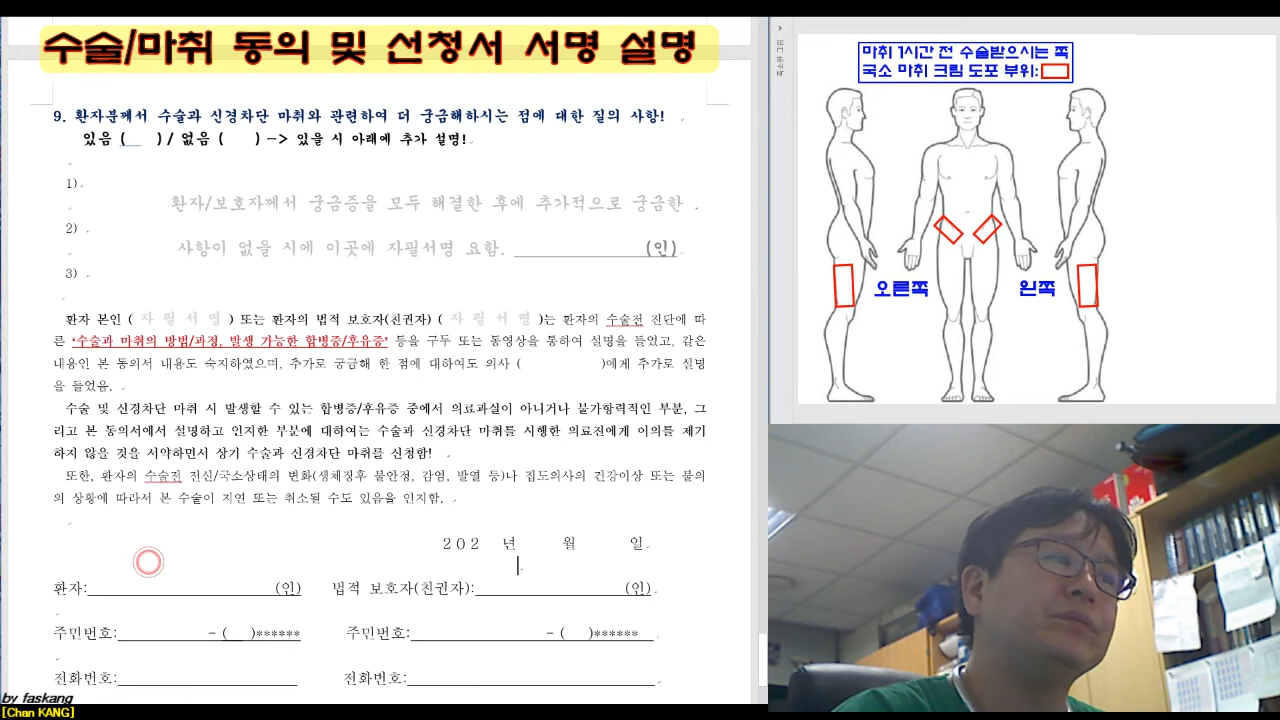 수술/마취 동의 및 신청서 서명 설명
9. 환자분께서 수술과 신경차단 마취와 관련하여 더 궁금해하시는 점에 대한 질의 사항!
있음 ( ) / 없음 ( ) -> 있을 시 아래에 추가 설명!
1)
환자/보호자께서 궁금증을 모두 해결한 후에 추가적으로 궁금한
2)
사항이 없을 시에 이곳에 자필서명 요함. (인)
3)
환자 본인 ( 자 필 서 명 ) 또는 환자의 법적 보호자(친권자) ( 자 필 서 명 )는 환자의 수술전 진단에 따
른 '수술과 마취의 방법/과정, 발생 가능한 합병증/후유증' 등을 구두 또는 동영상을 통하여 설명을 들었고, 같은
내용인 본 동의서 내용도 숙지하였으며, 추가로 궁금해 한 점에 대하여도 의사 ( )에게 추가로 설명
을 들었음.
수술 및 신경차단 마취 시 발생할 수 있는 합병증/후유증 중에서 의료과실이 아니거나 불가항력적인 부분, 그
리고 본 동의서에서 설명하고 인지한 부분에 대하여는 수술과 신경차단 마취를 시행한 의료진에게 이의를 제기
하지 않을 것을 서약하면서 상기 수술과 신경차단 마취를 신청함!
또한, 환자의 수술전 전신/국소상태의 변화(생체징후 불안정, 감염, 발열 등)나 집도의사의 건강이상 또는 불의
의 상황에 따라서 본 수술이 지연 또는 취소될 수도 있음을 인지함.
202 년 월 일
환자: (인) 법적 보호자(친권자): (인)
주민번호: - ( )****** 주민번호: - ( )******
전화번호: 전화번호:
by faskang
[Chan KANG]
마취 1시간 전 수술받으시는 쪽
국소 마취 크림 도포 부위:
오른쪽 왼쪽